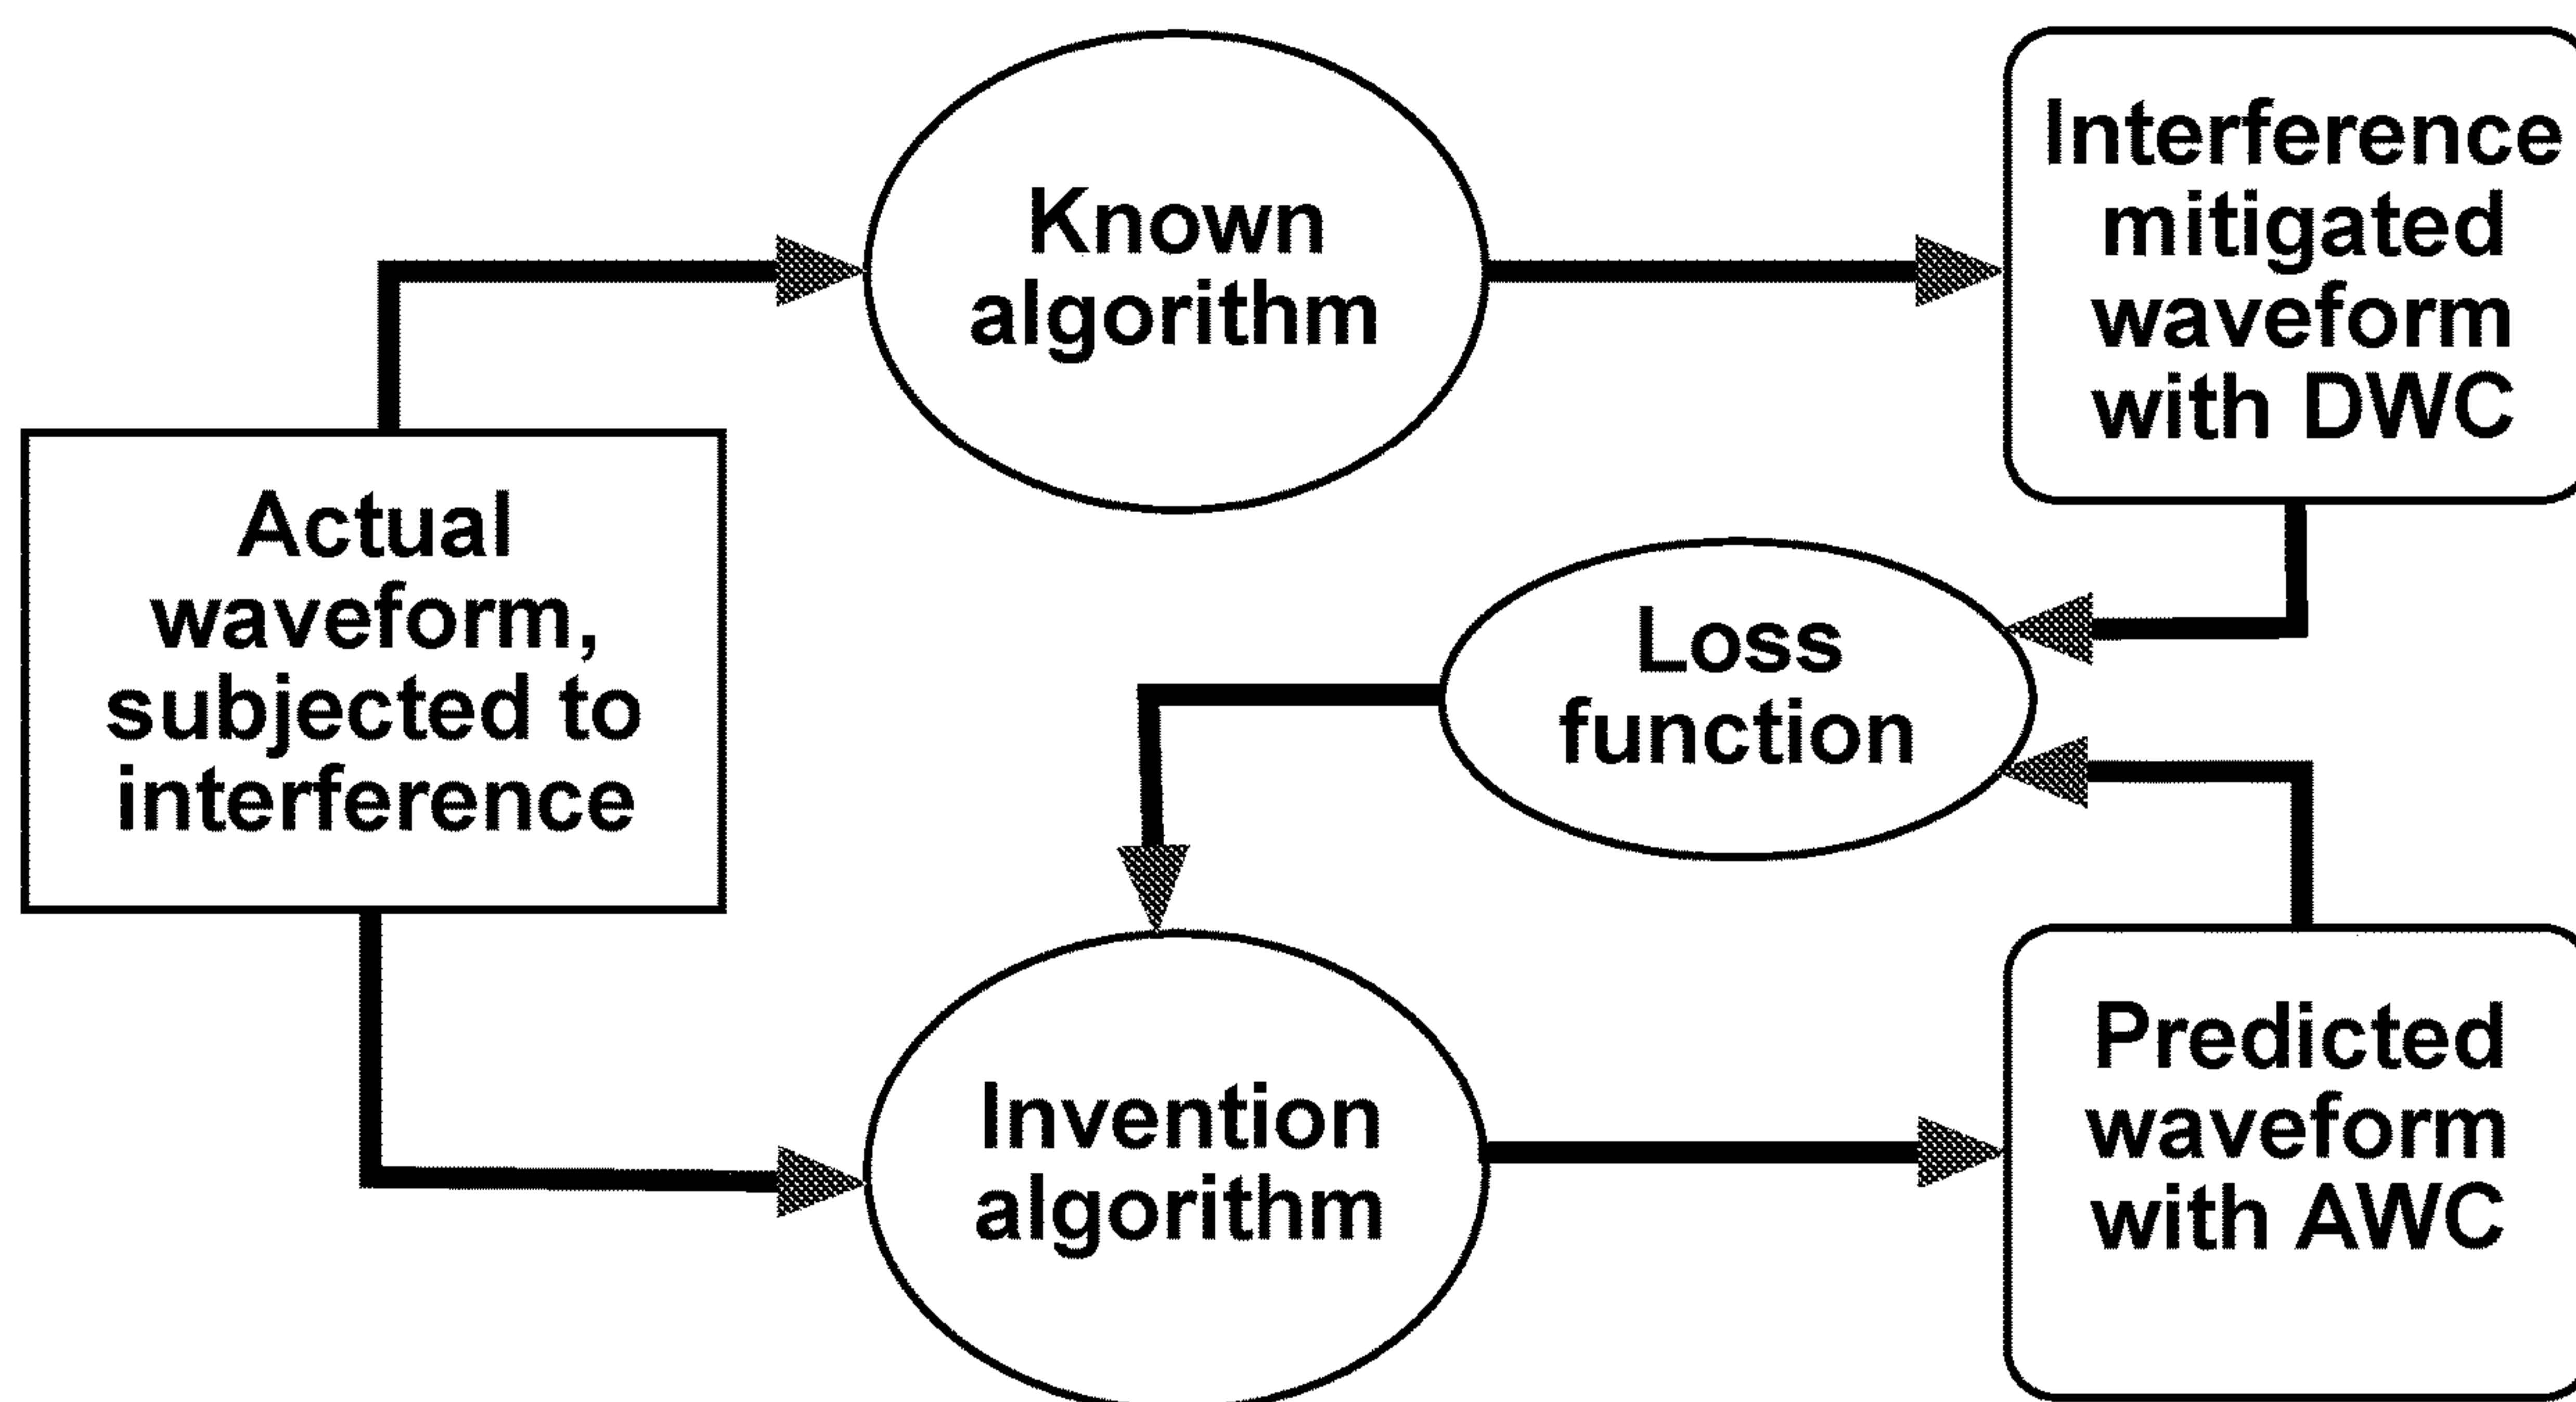 Known
algorithm
Interference
mitigated
waveform
with DWC
Actual
waveform,
subjected to
interference
Loss
function
Invention
algorithm
Predicted
waveform
with AWC